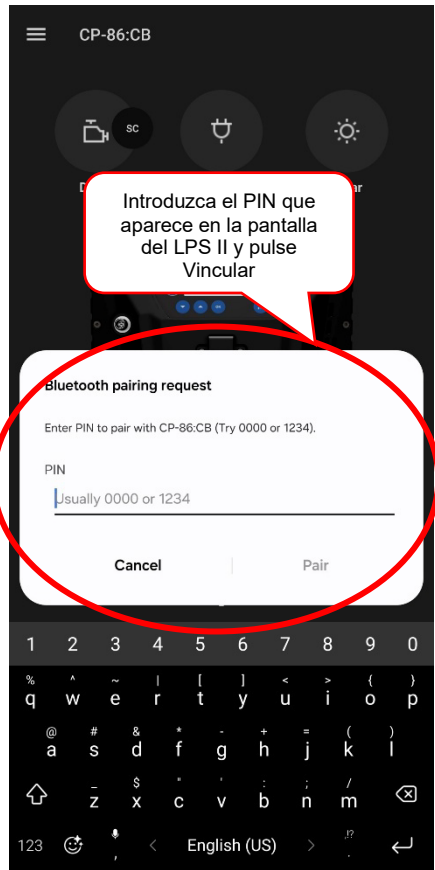 CP-86:CB
SC
Introduzca el PIN que
aparece en la pantalla
del LPS II y pulse
Vincular
Bluetooth pairing request
Enter PIN to pair with CP-86:CB (Try 0000 or 1234).
PIN
Usually 0000 or 1234
Cancel
Pair
1 2 3 4 5 6 7 8 9 0
% ^ ~ | [ ] < > { }
q w e r t y u i o p
@ # & * - + = ( )
a s d f g h j k l
_ $ " ' : ; /
z x c v b n m
,!?
123 , < English (US) > .